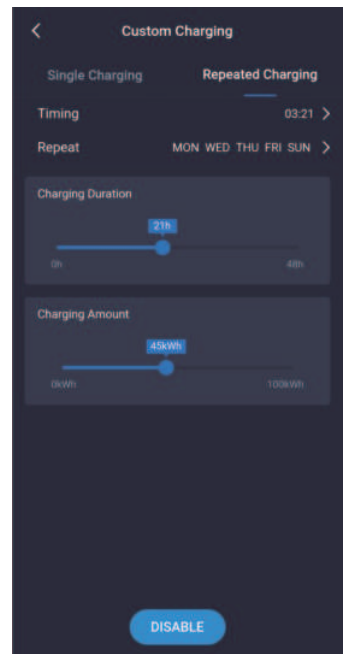 Custom Charging
Single Charging Repeated Charging
Timing 03:21
Repeat MON WED THU FRI SUN
Charging Duration
21h
0h 48h
Charging Amount
45kWh
0kWh 100kWh
DISABLE